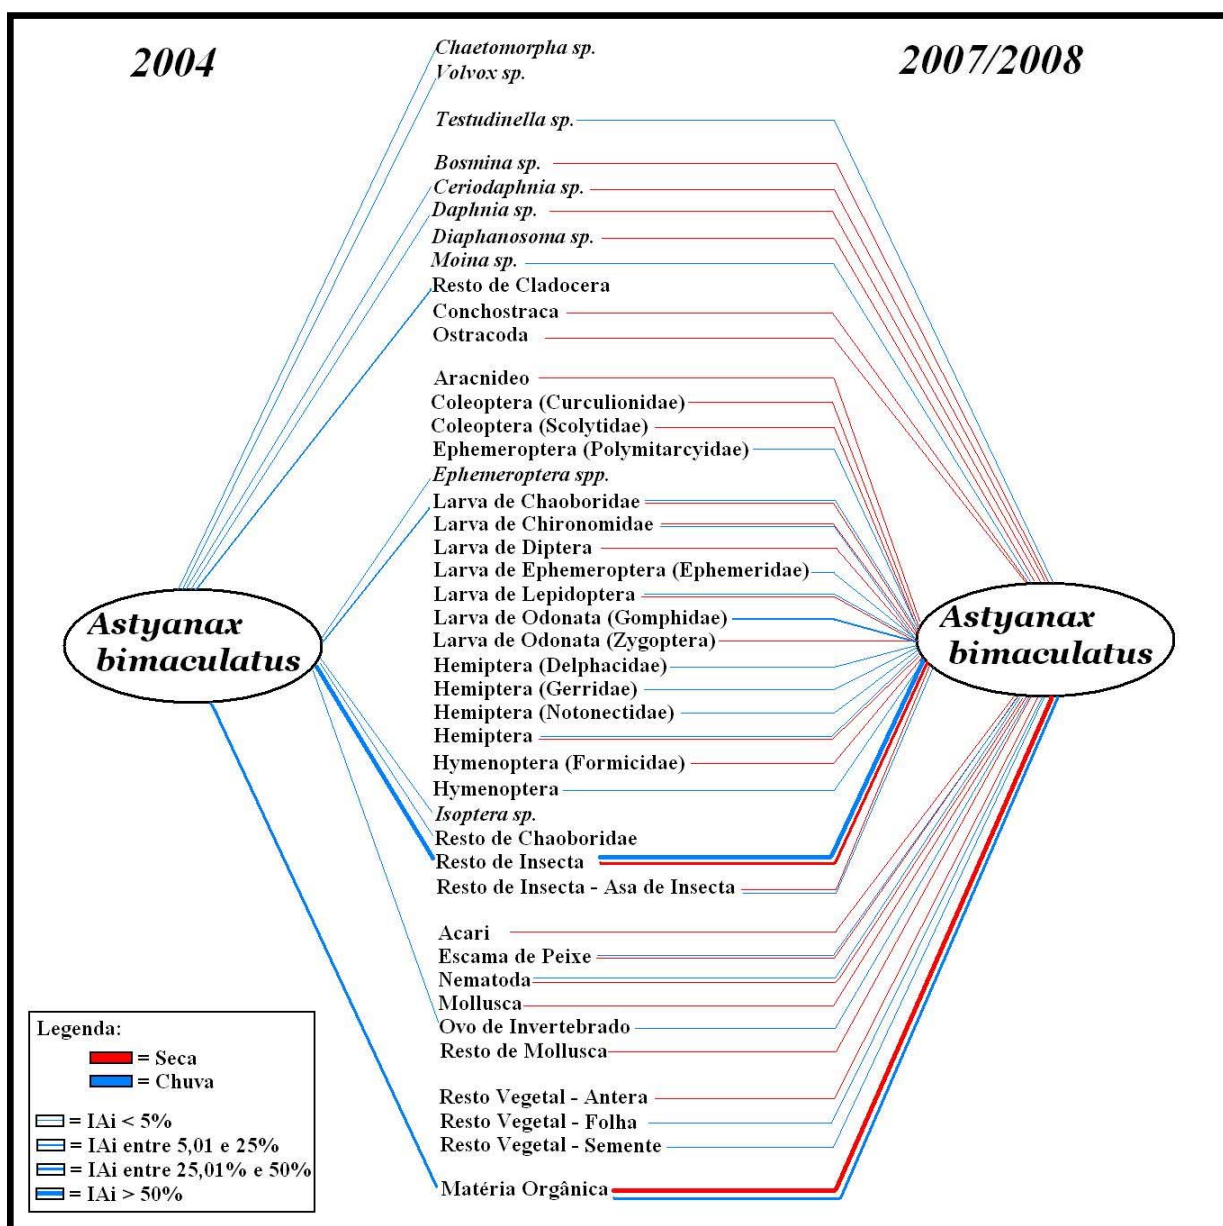 2004
2007/2008
Chaetomorpha sp.
Volvox sp.
Testudinella sp.
Bosmina sp.
Ceriodaphnia sp.
Daphnia sp.
Diaphanosoma sp.
Moina sp.
Resto de Cladocera
Conchostraca
Ostracoda
Aracnideo
Coleoptera (Curculionidae)
Coleoptera (Scolytidae)
Ephemeroptera (Polymitarcyidae)
Ephemeroptera spp.
Larva de Chaoboridae
Larva de Chironomidae
Larva de Diptera
Larva de Ephemeroptera (Ephemeridae)
Larva de Lepidoptera
Larva de Odonata (Gomphidae)
Larva de Odonata (Zygoptera)
Hemiptera (Delphacidae)
Hemiptera (Gerridae)
Hemiptera (Notonectidae)
Hemiptera
Hymenoptera (Formicidae)
Hymenoptera
Isoptera sp.
Resto de Chaoboridae
Resto de Insecta
Resto de Insecta - Asa de Insecta
Acari
Escama de Peixe
Nematoda
Mollusca
Ovo de Invertebrado
Resto de Mollusca
Resto Vegetal - Antera
Resto Vegetal - Folha
Resto Vegetal - Semente
Matéria Orgânica
Astyanax
bimaculatus
Astyanax
bimaculatus
Legenda:
= Seca
= Chuva
= IAi < 5%
= IAi entre 5,01 e 25%
= IAi entre 25,01% e 50%
= IAi > 50%